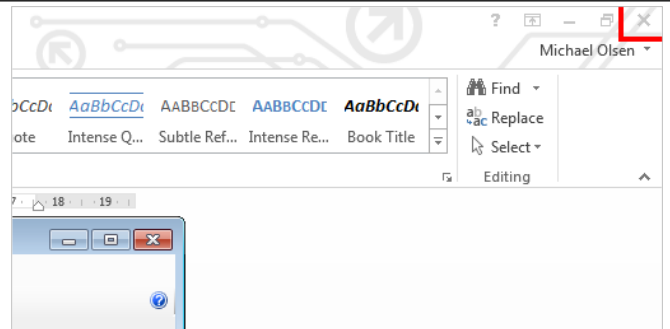 ?
Michael Olsen
AaBbCcDc AABBCCDE AABBCCDE AaBbCcDc
Intense Q... Subtle Ref... Intense Re... Book Title
Find
Replace
Select
Editing
18 19